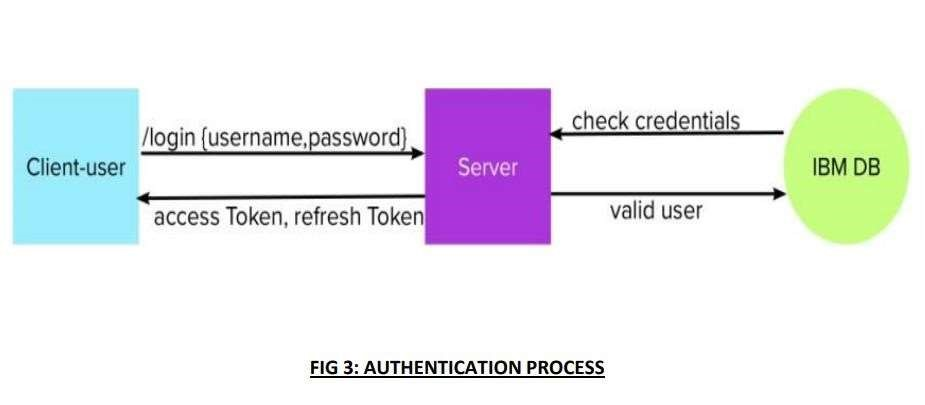 /login {username,password}
check credentials
Client-user
Server
IBM DB
access Token, refresh Token
valid user
FIG 3: AUTHENTICATION PROCESS